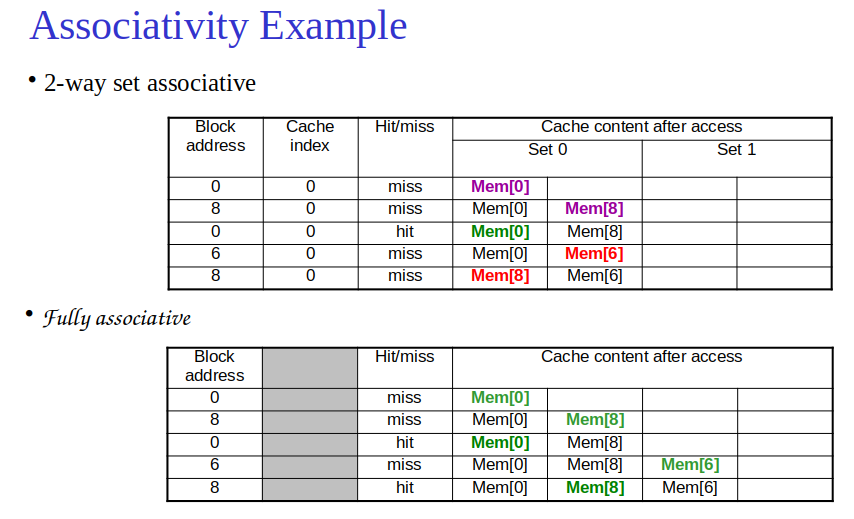 Associativity Example
• 2-way set associative
Block address Cache index Hit/miss Cache content after access
Set 0 Set 1
0 0 miss Mem[0]
8 0 miss Mem[0] Mem[8]
0 0 hit Mem[0] Mem[8]
6 0 miss Mem[0] Mem[6]
8 0 miss Mem[8] Mem[6]
• Fully associative
Block address Hit/miss Cache content after access
0 miss Mem[0]
8 miss Mem[0] Mem[8]
0 hit Mem[0] Mem[8]
6 miss Mem[0] Mem[8] Mem[6]
8 hit Mem[0] Mem[8] Mem[6]